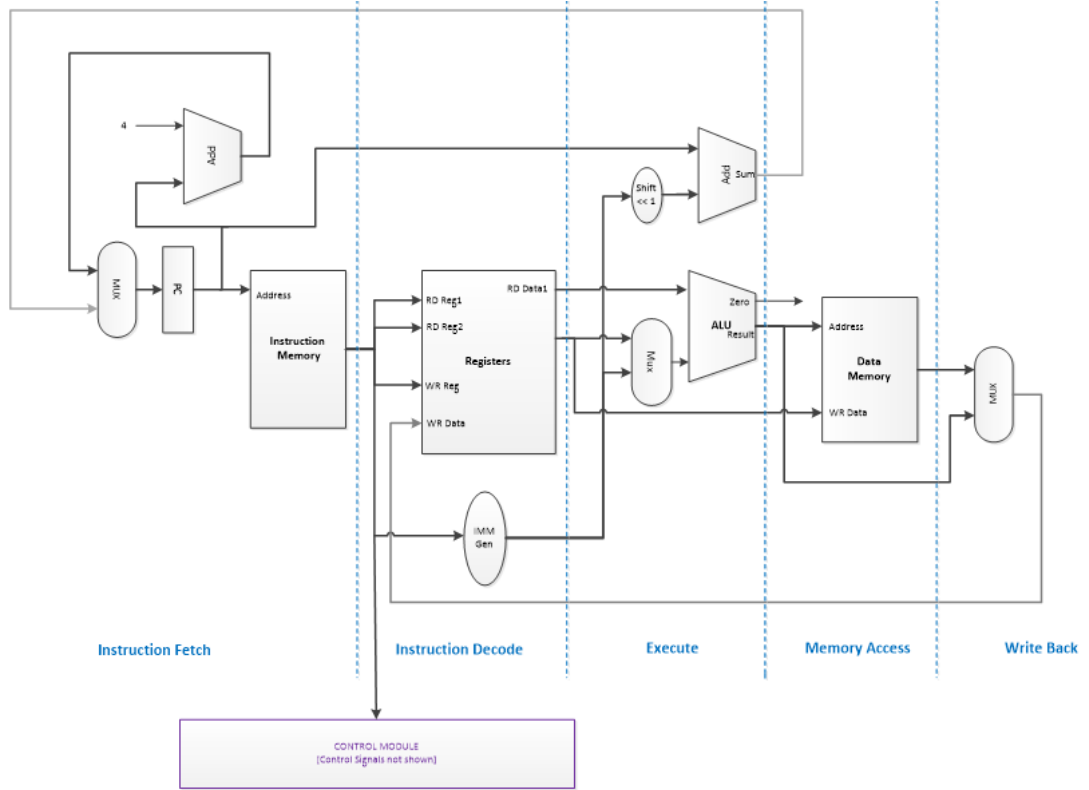 4
Add
Add
Sum
Shift
<< 1
MUX
PC
Address
Instruction
Memory
RD Reg1
RD Reg2
WR Reg
WR Data
RD Data1
Registers
Mux
Zero
ALU
Result
Address
Data
Memory
WR Data
MUX
IMM
Gen
Instruction Fetch
Instruction Decode
Execute
Memory Access
Write Back
CONTROL MODULE
(Control Signals not shown)